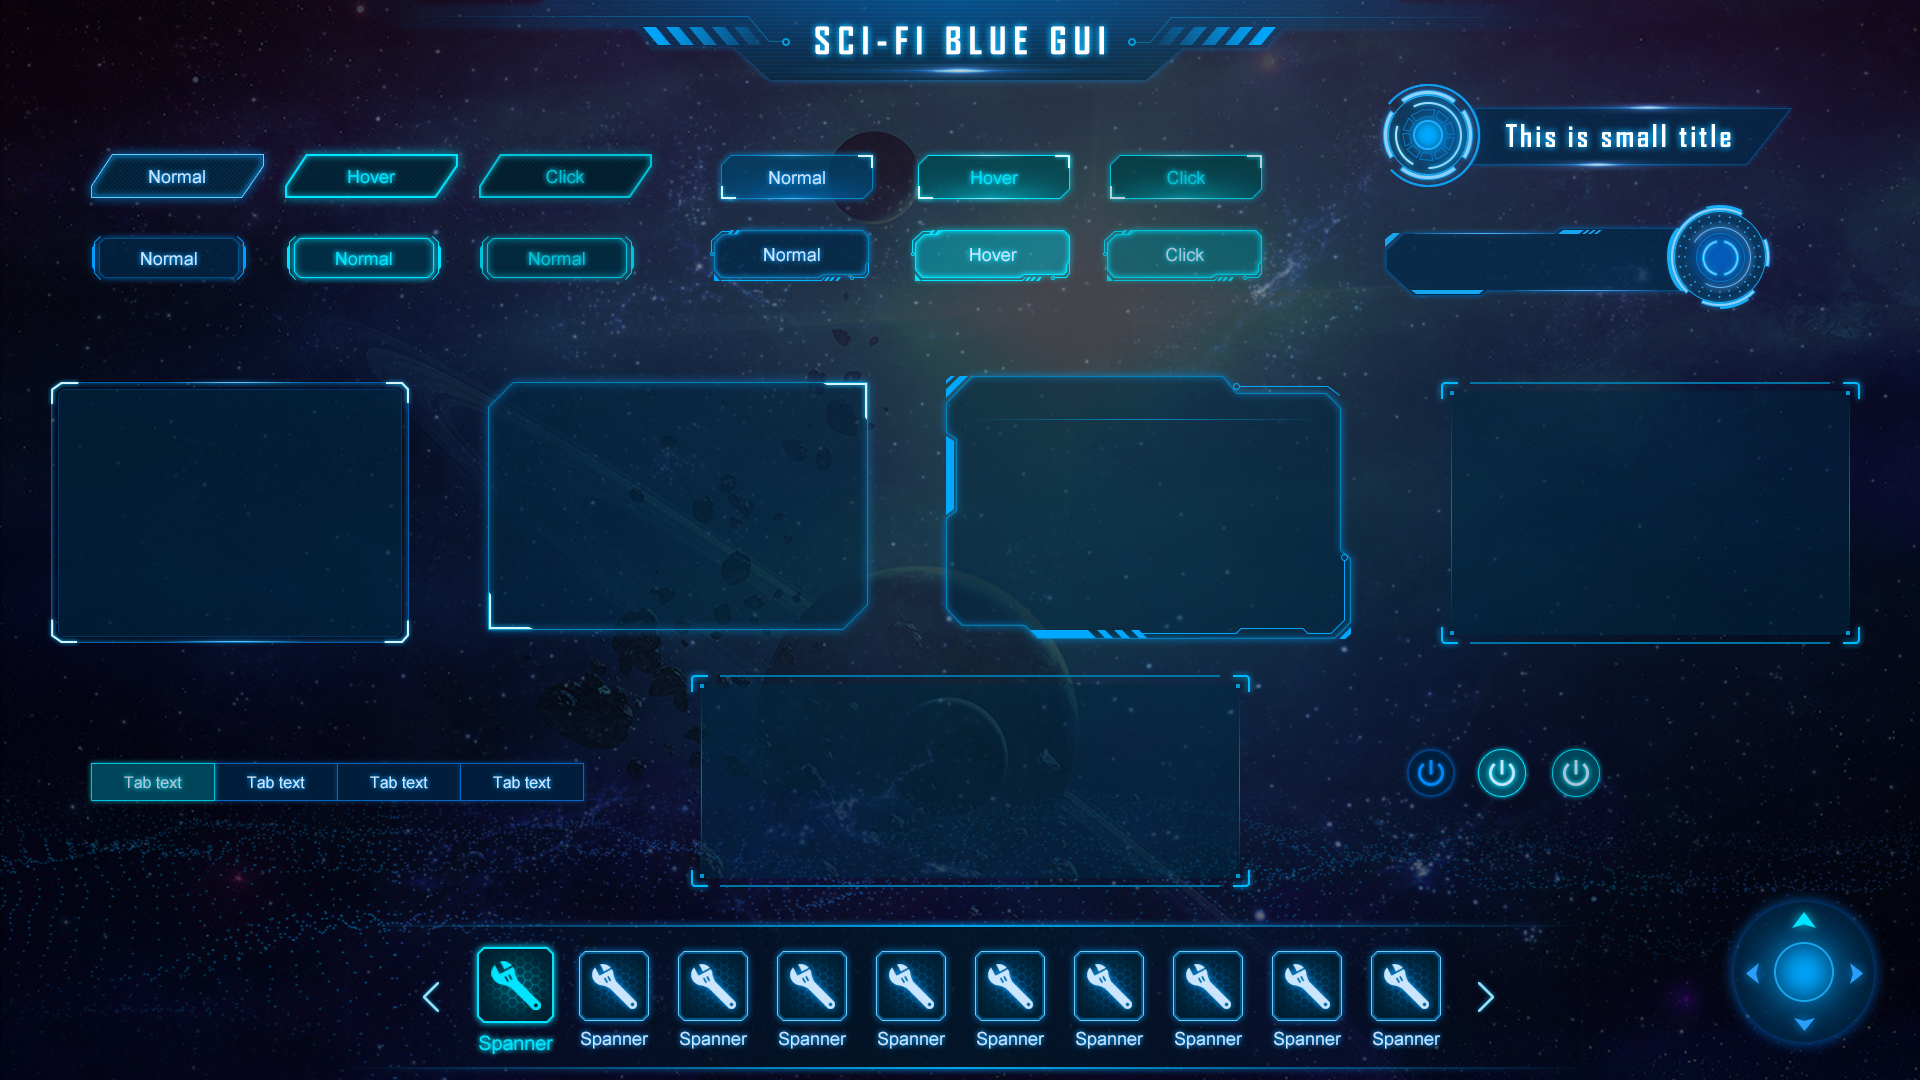 SCI-FI BLUE GUI
This is small title
Normal
Hover
Click
Normal
Hover
Click
Normal
Normal
Normal
Normal
Hover
Click
Tab text
Tab text
Tab text
Tab text
Spanner
Spanner
Spanner
Spanner
Spanner
Spanner
Spanner
Spanner
Spanner
Spanner